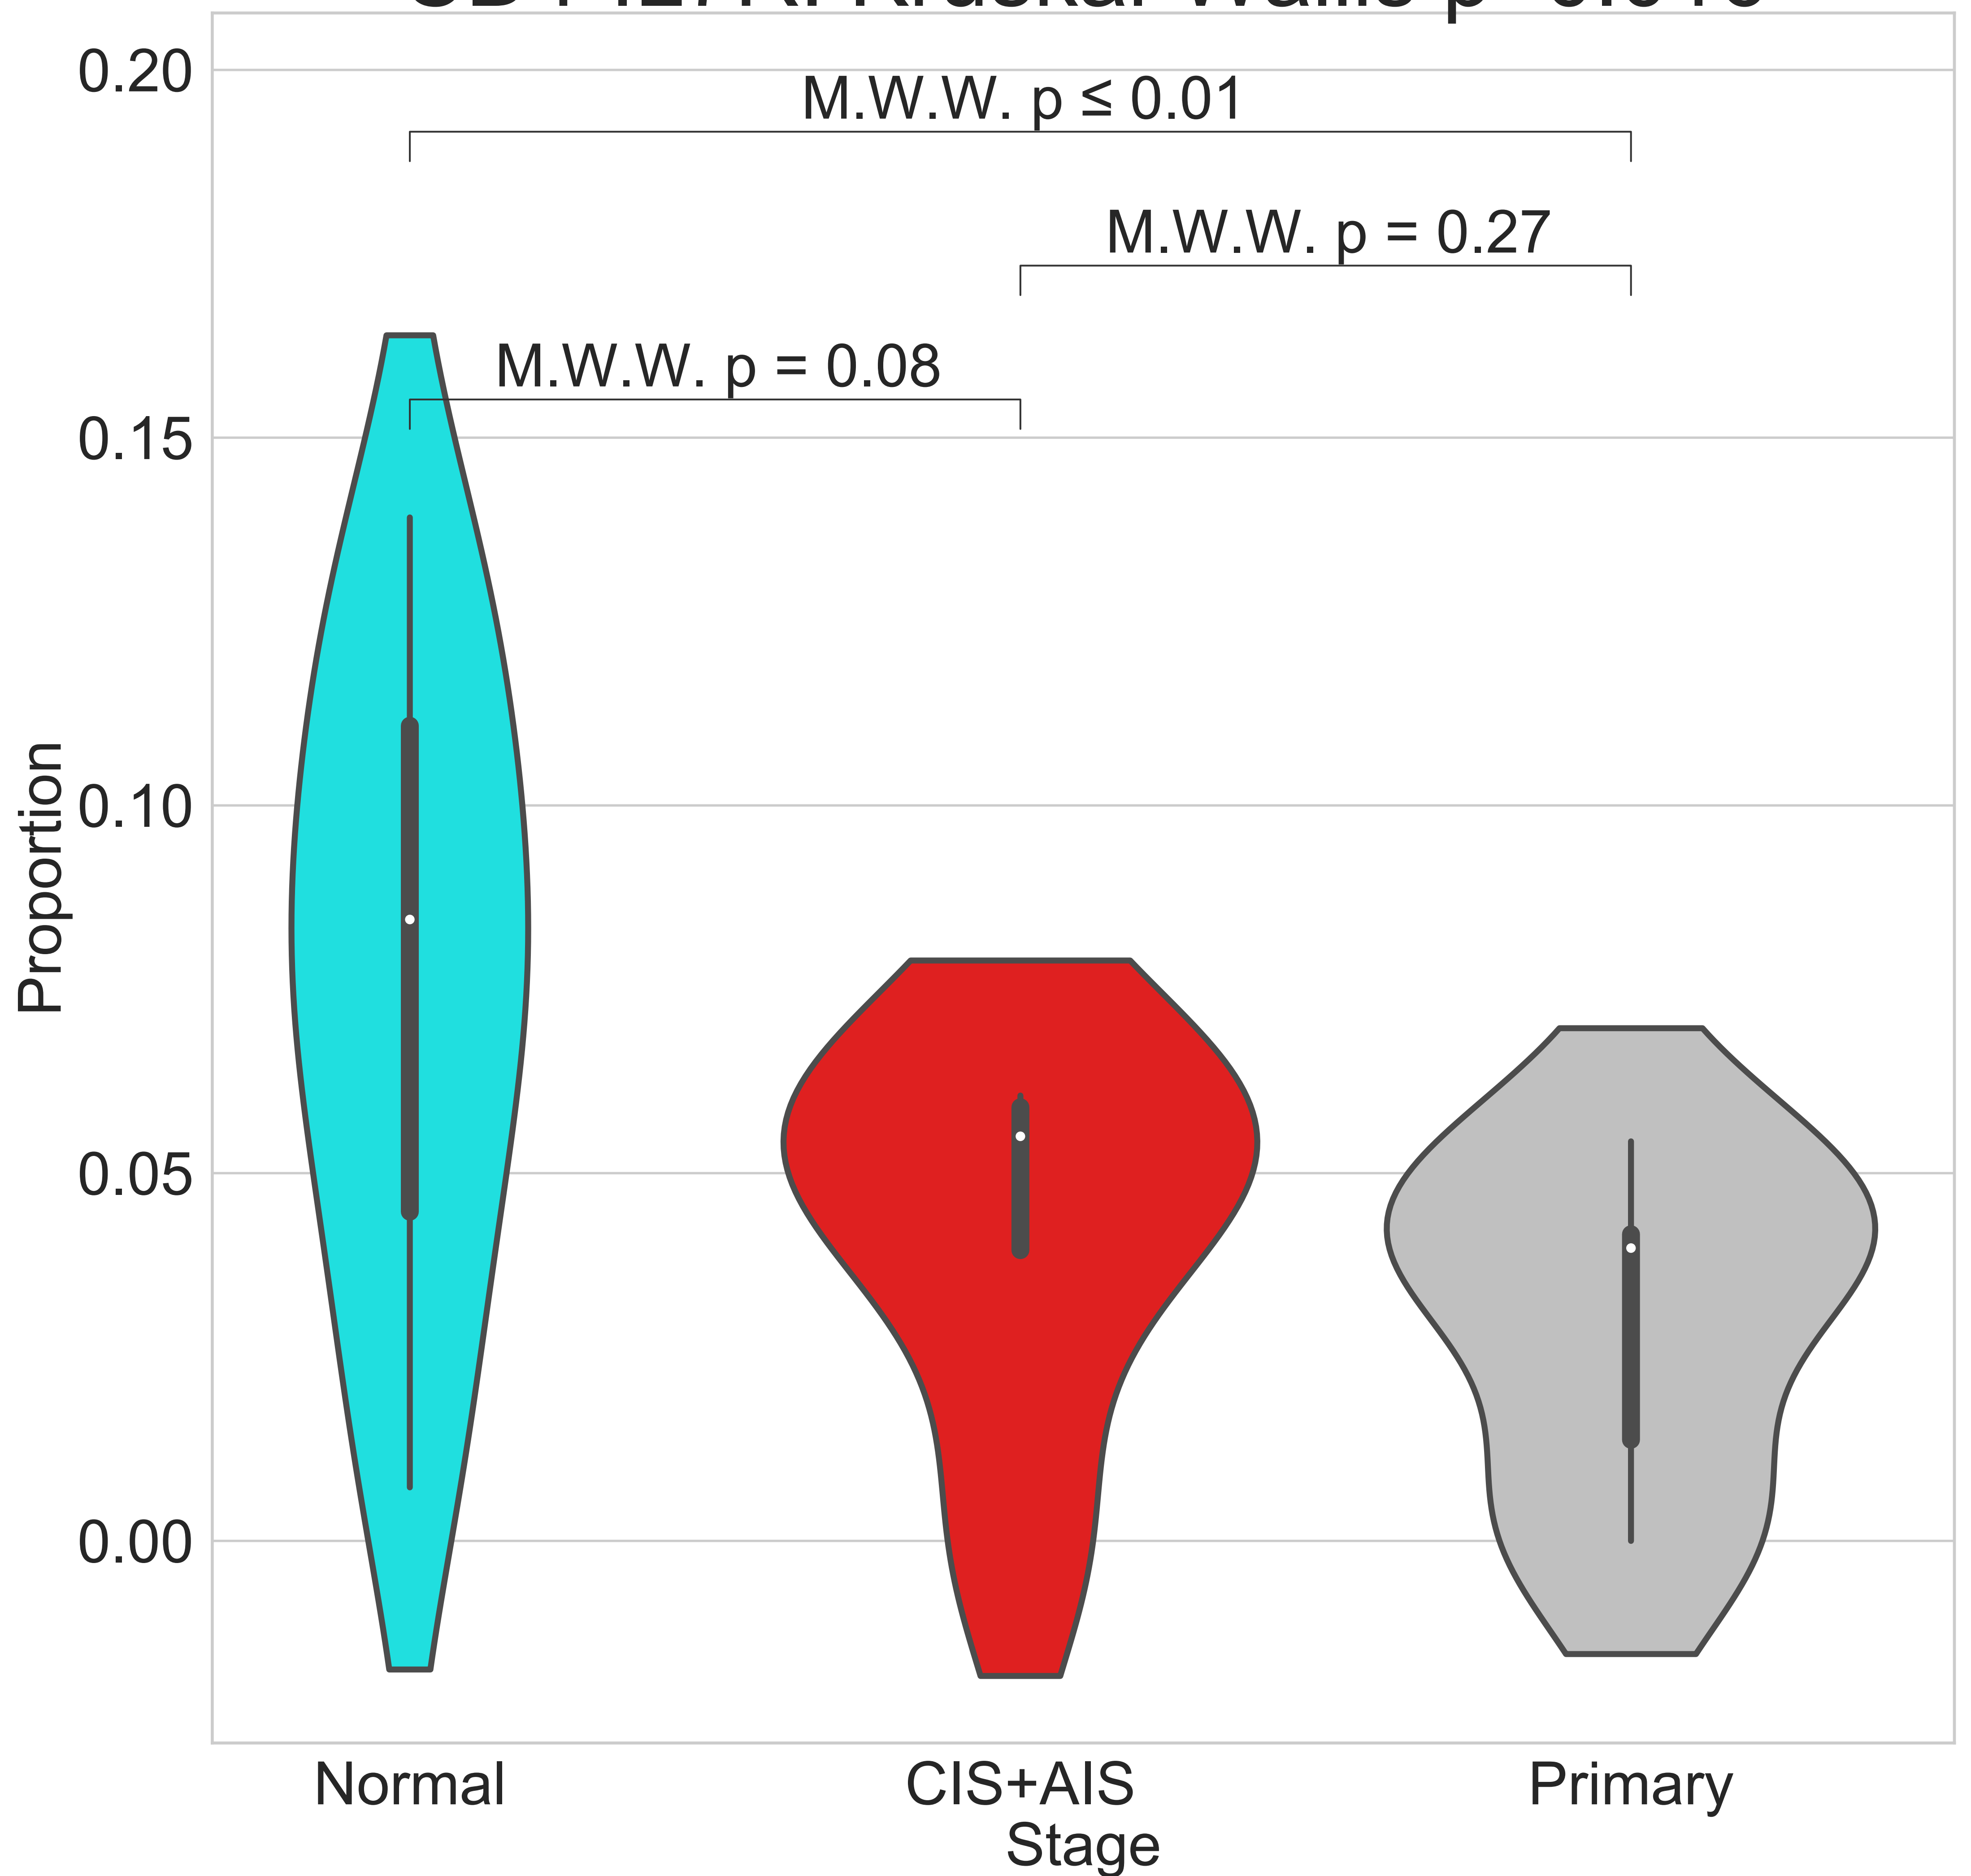 M.W.W. p ≤ 0.01
M.W.W. p = 0.27
M.W.W. p = 0.08
0.20
0.15
0.10
0.05
0.00
Proportion
Normal
CIS+AIS
Primary
Stage